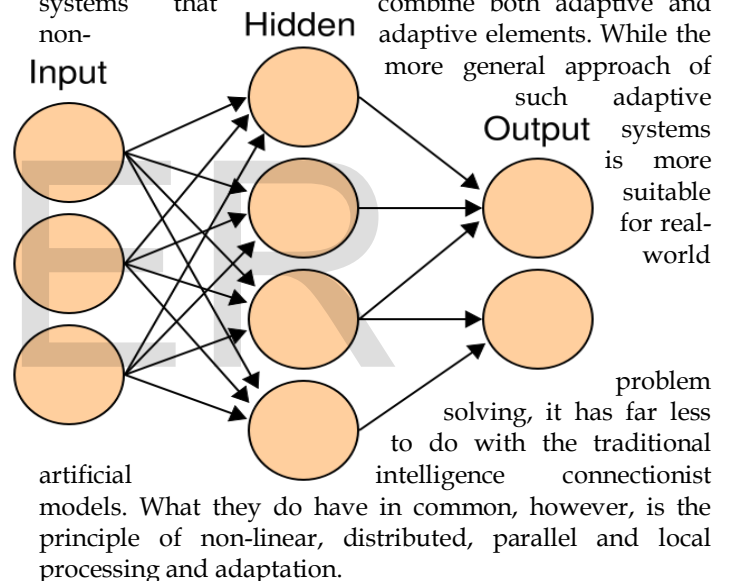 systems that combine both adaptive and
non- adaptive elements. While the
more general approach of
such adaptive
systems
is more
suitable
for real-
world
problem
solving, it has far less
to do with the traditional
artificial intelligence connectionist
models. What they do have in common, however, is the
principle of non-linear, distributed, parallel and local
processing and adaptation.
Input
Hidden
Output
ER